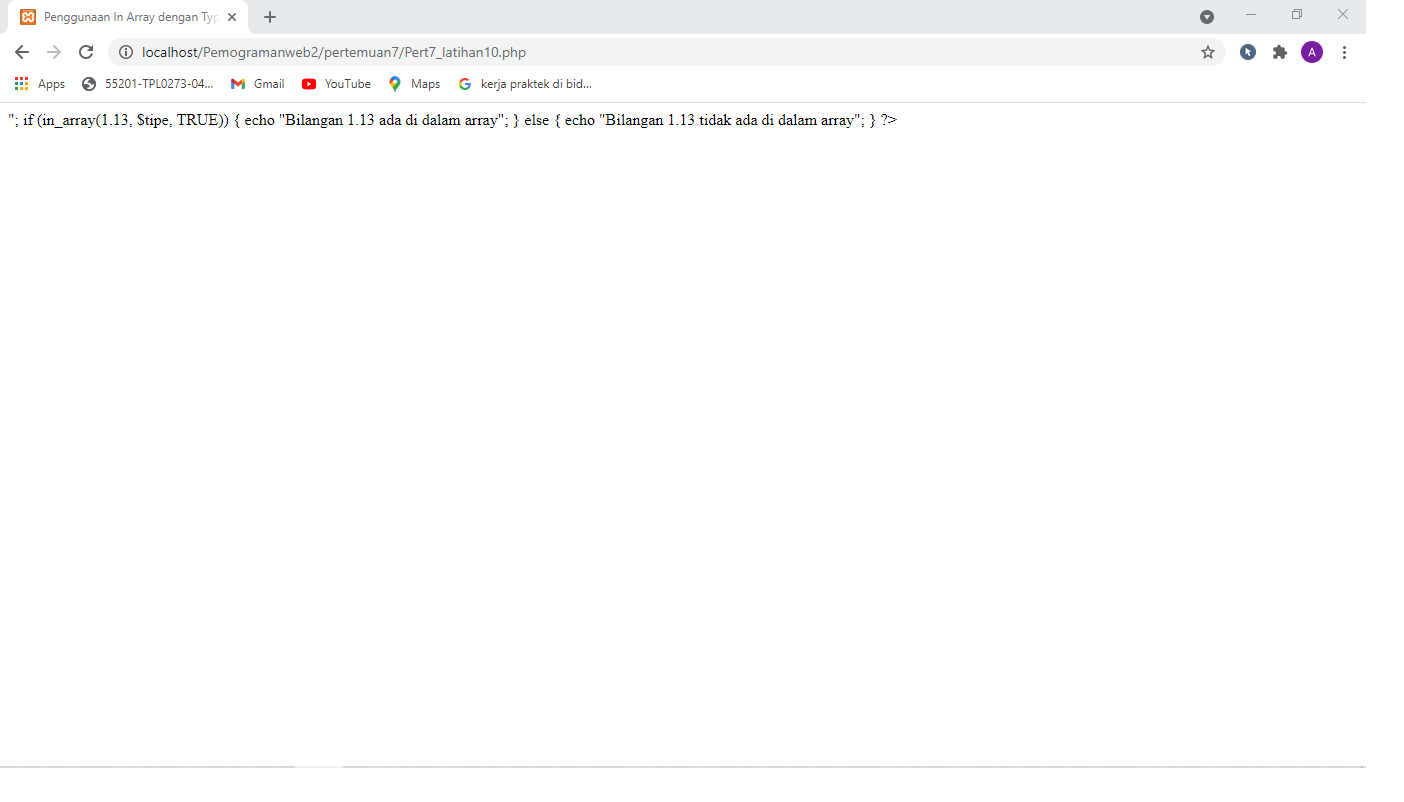 Penggunaan In Array dengan Typ
localhost/Pemogramanweb2/pertemuan7/Pert7_latihan10.php
A
Apps 55201-TPL0273-04... Gmail YouTube Maps kerja praktek di bid...
"; if (in_array(1.13, $tipe, TRUE)) { echo "Bilangan 1.13 ada di dalam array"; } else { echo "Bilangan 1.13 tidak ada di dalam array"; } ?>